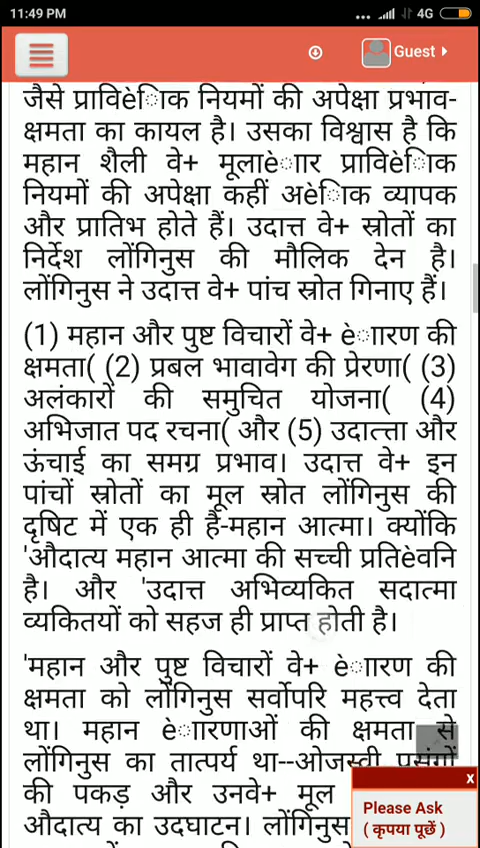 11:49 PM
4G
Guest
जैसे प्राविèािक नियमों की अपेक्षा प्रभाव-
क्षमता का कायल है। उसका विश्वास है कि
महान शैली वे+ मूलाèाार प्राविèािक
नियमों की अपेक्षा कहीं अèािक व्यापक
और प्रातिभ होते हैं। उदात्त वे+ स्रोतों का
निर्देश लोंगिनुस की मौलिक देन है।
लोंगिनुस ने उदात्त वे+ पांच स्रोत गिनाए हैं।
(1) महान और पुष्ट विचारों वे+ èाारण की
क्षमता( (2) प्रबल भावावेग की प्रेरणा( (3)
अलंकारों की समुचित योजना( (4)
अभिजात पद रचना( और (5) उदात्त्ता और
ऊंचाई का समग्र प्रभाव। उदात्त वे+ इन
पांचों स्रोतों का मूल स्रोत लोंगिनुस की
दृषिट में एक ही है-महान आत्मा। क्योंकि
'औदात्य महान आत्मा की सच्ची प्रतिèवनि
है। और 'उदात्त अभिव्यकित सदात्मा
व्यकितयों को सहज ही प्राप्त होती है।
'महान और पुष्ट विचारों वे+ èाारण की
क्षमता को लोंगिनुस सर्वोपरि महत्त्व देता
था। महान èाारणाओं की क्षमता से
लोंगिनुस का तात्पर्य था--ओजस्वी प्रसंगों
की पकड़ और उनवे+ मूल
औदात्य का उदघाटन। लोंगिनुस
x
Please Ask
( कृपया पूछें )